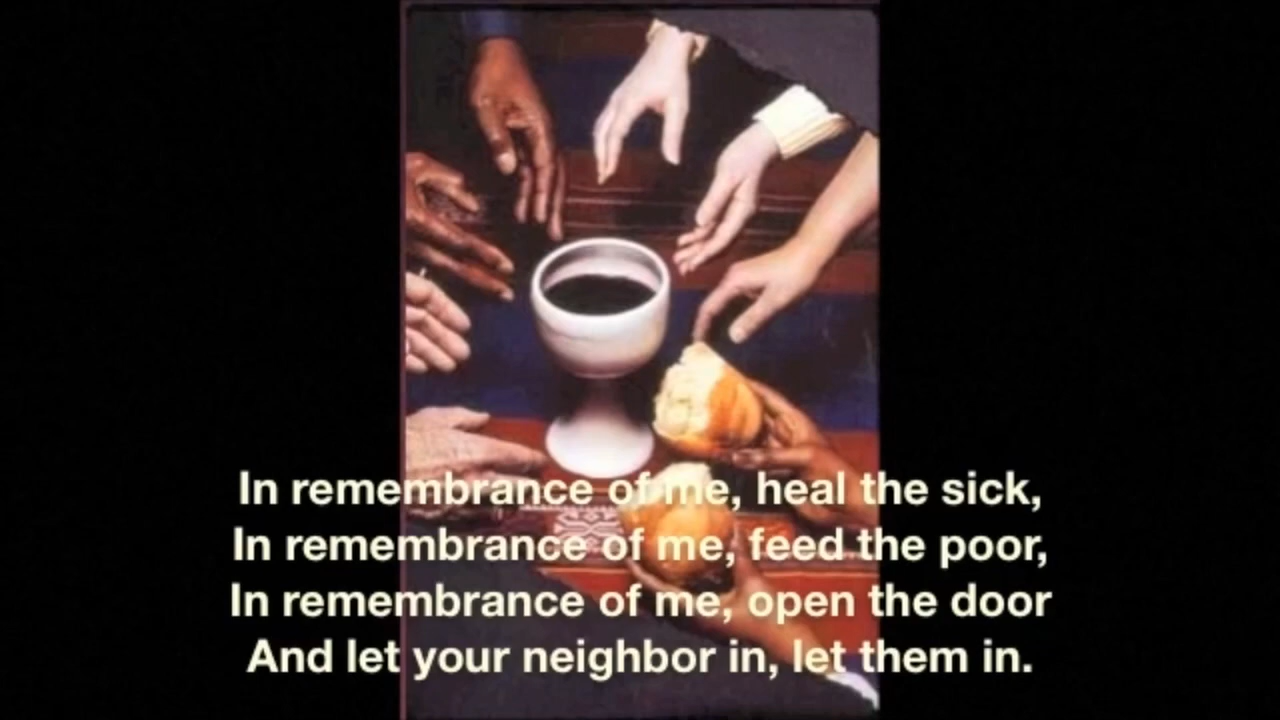 In remembrance of me, heal the sick,
In remembrance of me, feed the poor,
In remembrance of me, open the door
And let your neighbor in, let them in.